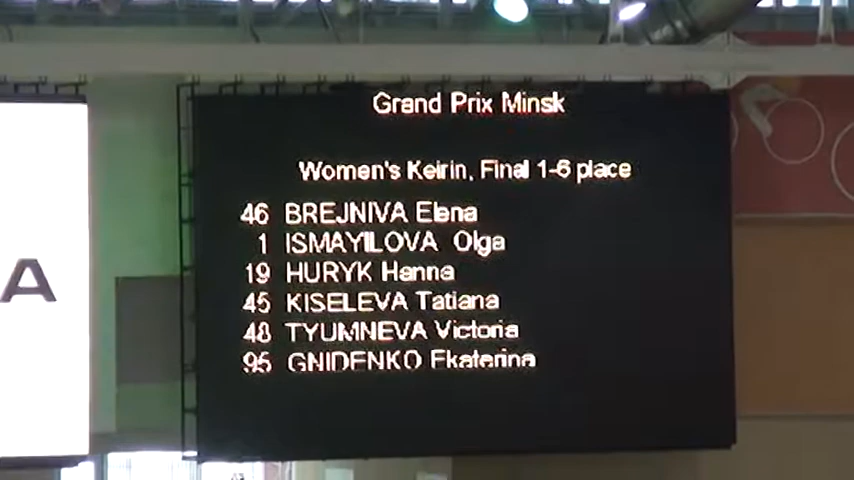 Grand Prix Minsk
Women's Keirin, Final 1-6 place
46 BREJNIVA Elena
1 ISMAYILOVA Olga
19 HURYK Hanna
45 KISELEVA Tatiana
48 TYUMNEVA Victoria
95 GNIDENKO Ekaterina
A